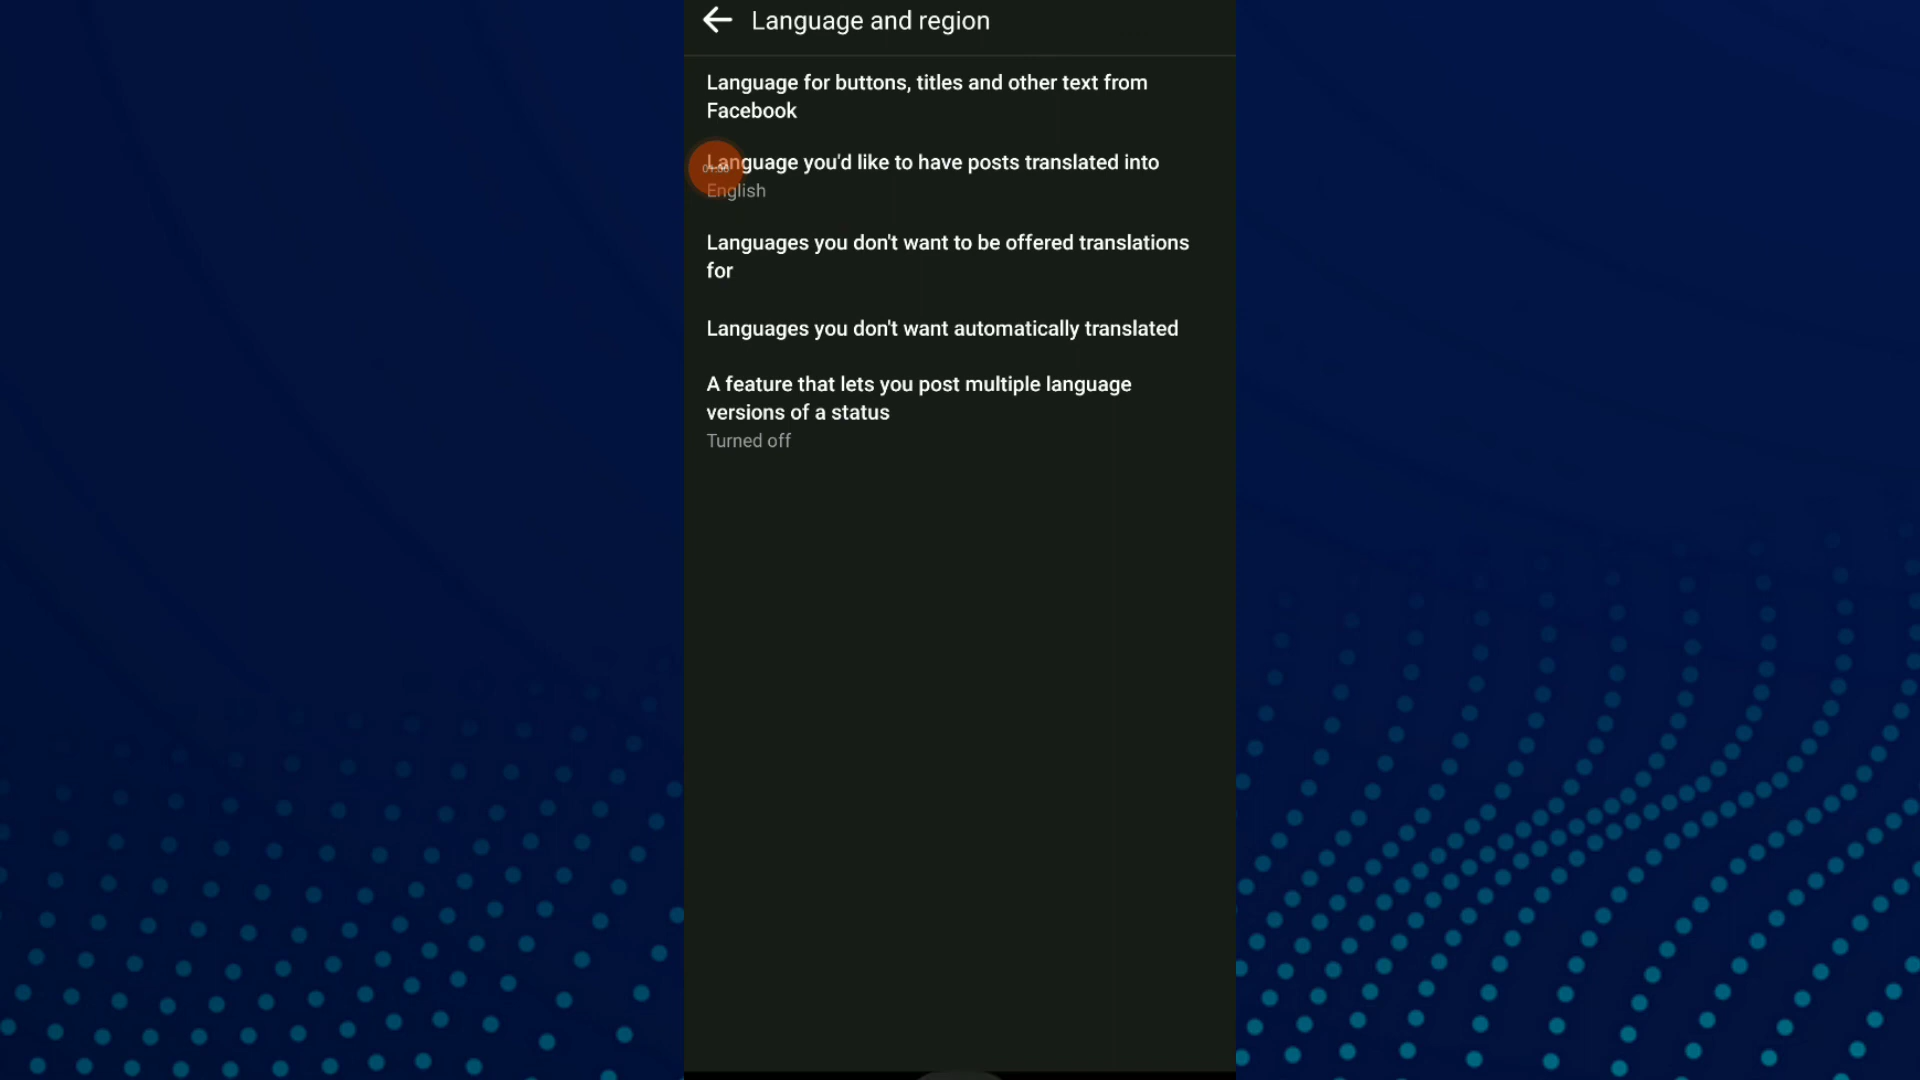 Language and region
Language for buttons, titles and other text from
Facebook
Language you'd like to have posts translated into
English
Languages you don't want to be offered translations
for
Languages you don't want automatically translated
A feature that lets you post multiple language
versions of a status
Turned off